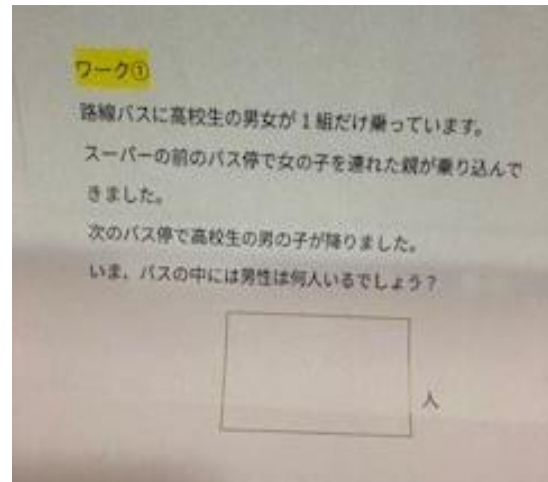 ワーク①
路線バスに高校生の男女が1組だけ乗っています。
スーパーの前のバス停で女の子を連れた親が乗り込んで
きました。
次のバス停で高校生の男の子が降りました。
いま、バスの中には男性は何人いるでしょう？
人